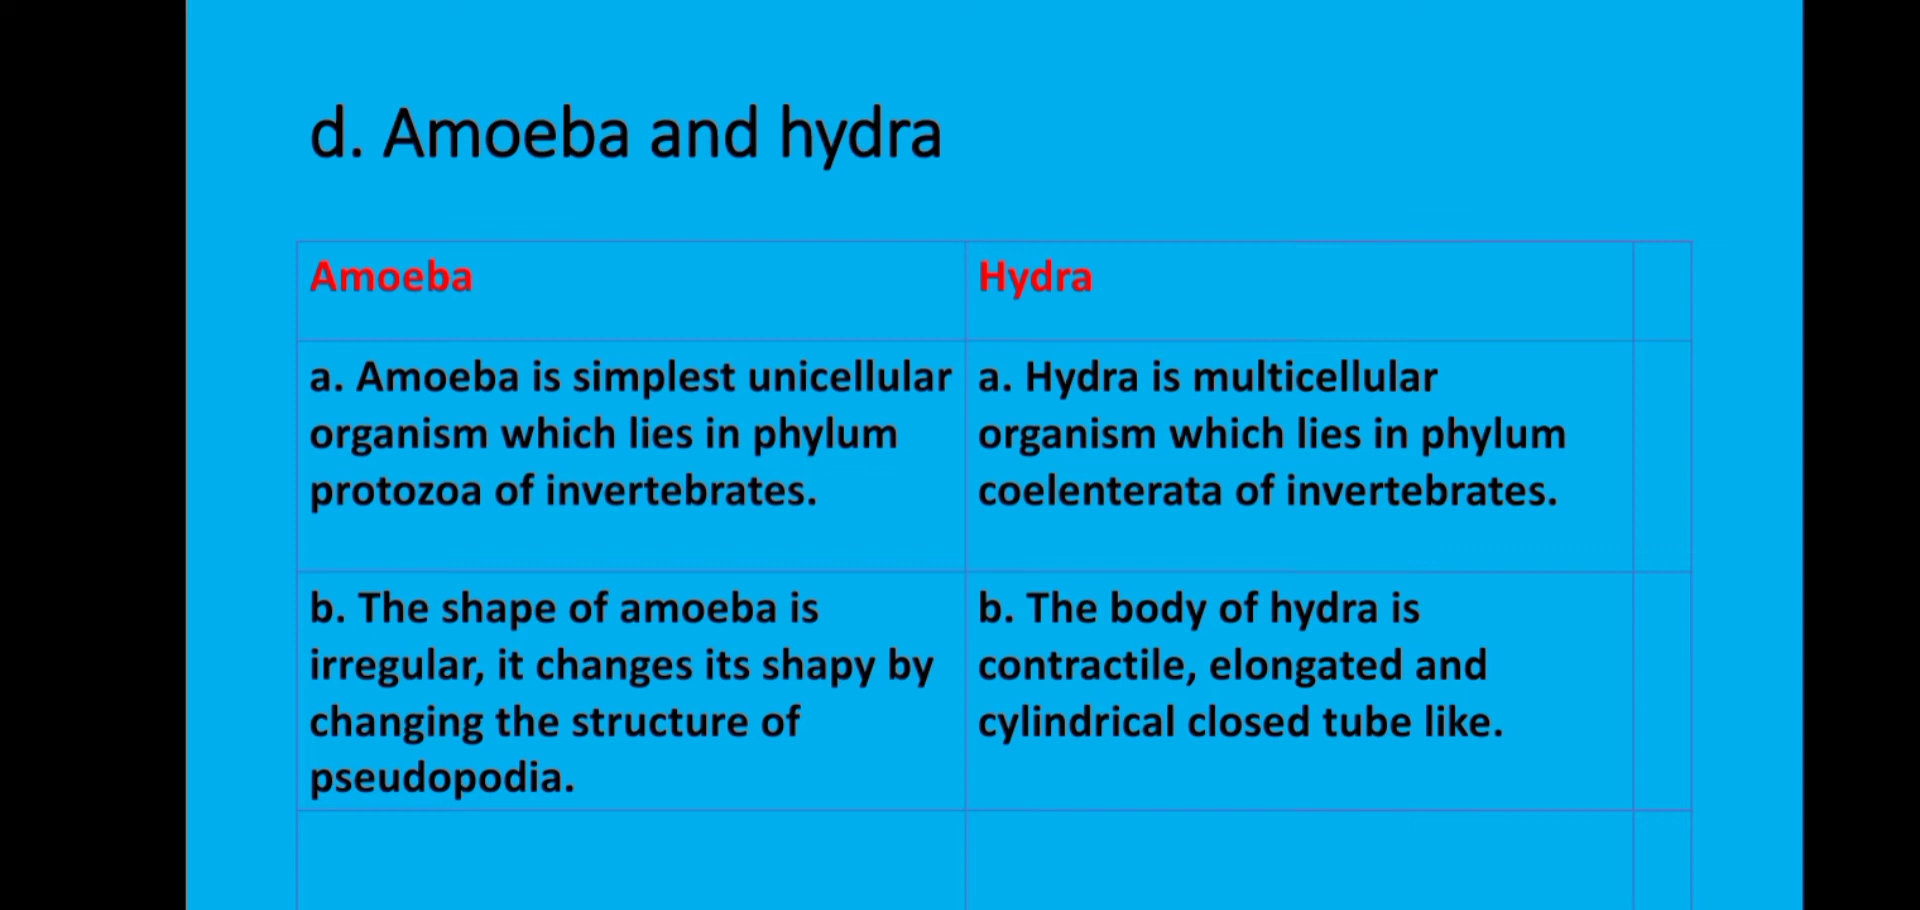 d. Amoeba and hydra
Amoeba
Hydra
a. Amoeba is simplest unicellular
organism which lies in phylum
protozoa of invertebrates.
a. Hydra is multicellular
organism which lies in phylum
coelenterata of invertebrates.
b. The shape of amoeba is
irregular, it changes its shapy by
changing the structure of
pseudopodia.
b. The body of hydra is
contractile, elongated and
cylindrical closed tube like.